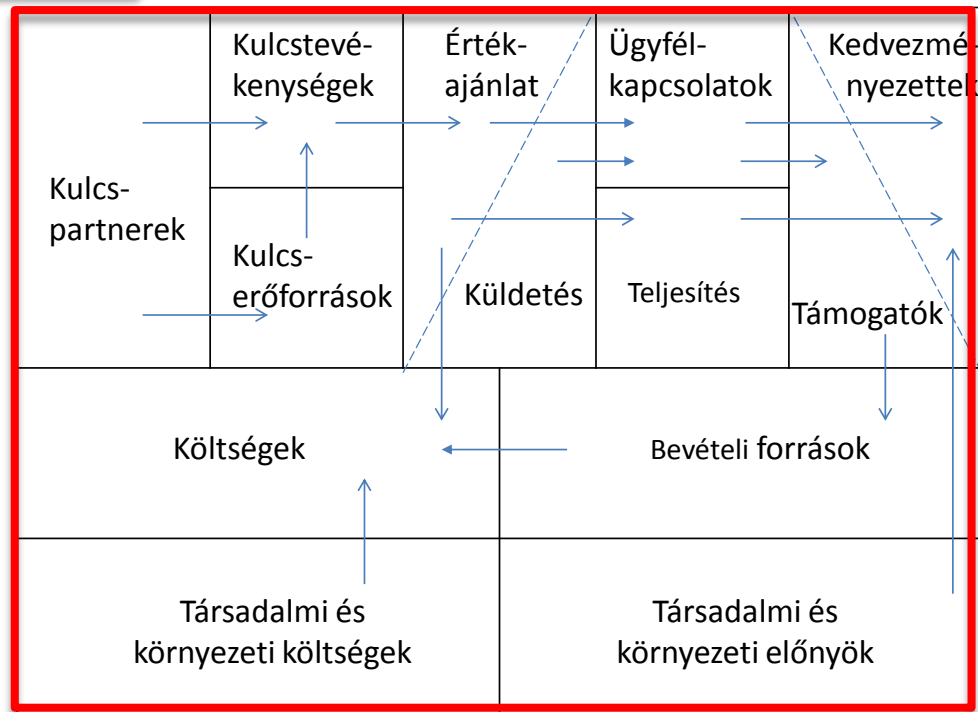 Kulcs-
partnerek
Kulcstevé-
kenységek
Kulcs-
erőforrások
Érték-
ajánlat
Küldetés
Ügyfél-
kapcsolatok
Teljesítés
Kedvezmé-
nyezettek
Támogatók
Költségek
Bevételi források
Társadalmi és
környezeti költségek
Társadalmi és
környezeti előnyök